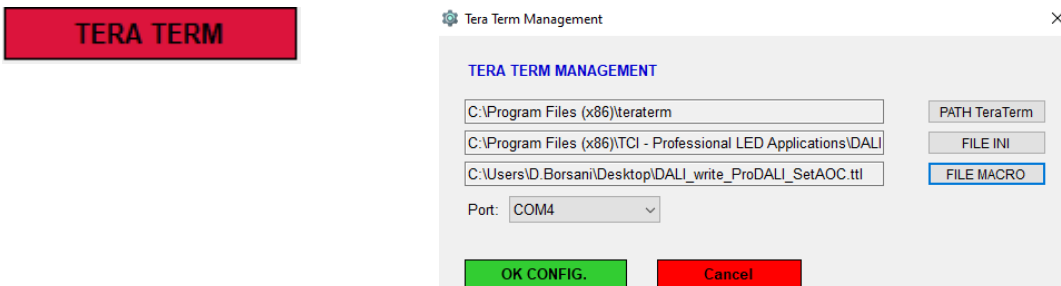 TERA TERM
Tera Term Management
TERA TERM MANAGEMENT
C:\Program Files (x86)\teraterm
PATH TeraTerm
C:\Program Files (x86)\TCI - Professional LED Applications\DALI
FILE INI
C:\Users\D.Borsani\Desktop\DALI_write_ProDALI_SetAOC.ttl
FILE MACRO
Port: COM4
OK CONFIG. Cancel